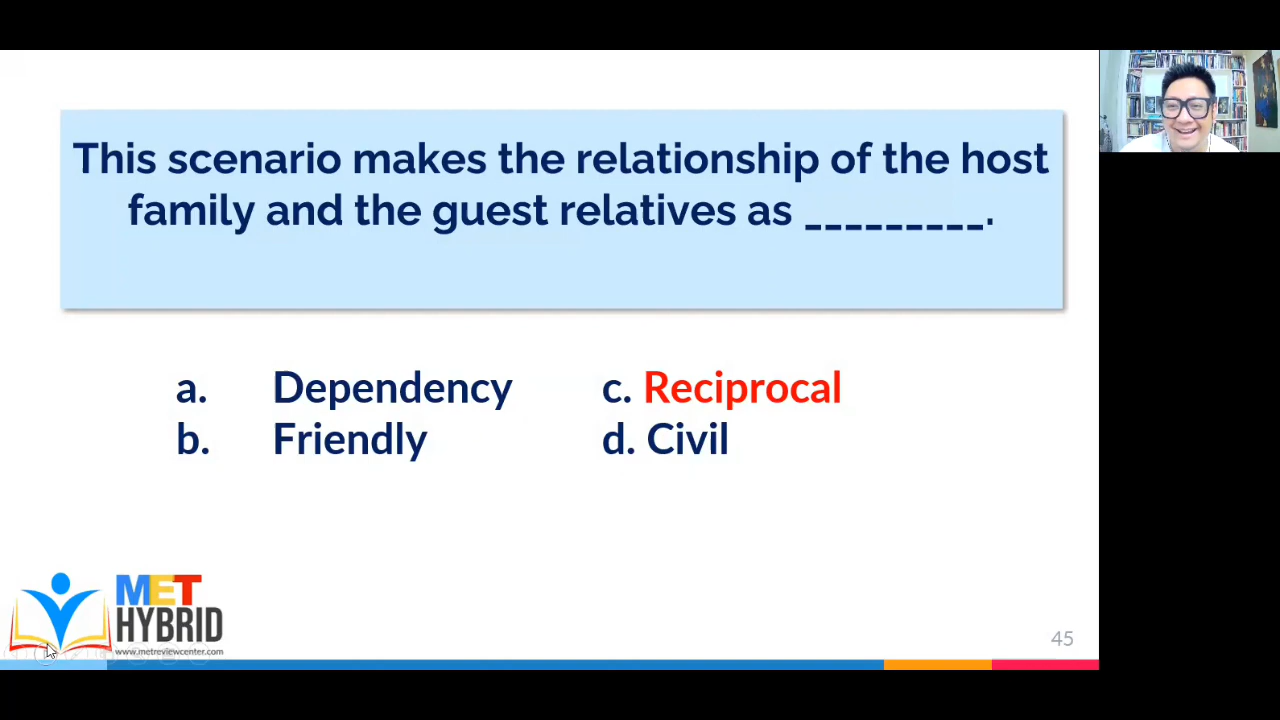 This scenario makes the relationship of the host
family and the guest relatives as _________.
a. Dependency
b. Friendly
c. Reciprocal
d. Civil
MET
HYBRID
www.metreviewcenter.com
45